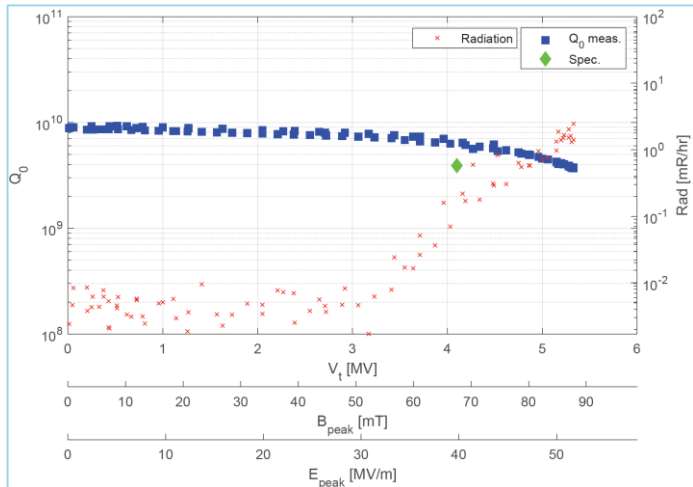 10^11
10^10
10^9
10^8
Q_0
Radiation
Q_0 meas.
Spec.
10^2
10^1
10^0
10^-1
10^-2
Rad [mR/hr]
0 1 2 3 4 5 6
V_t [MV]
0 10 20 30 40 50 60 70 80 90
B_peak [mT]
0 10 20 30 40 50
E_peak [MV/m]